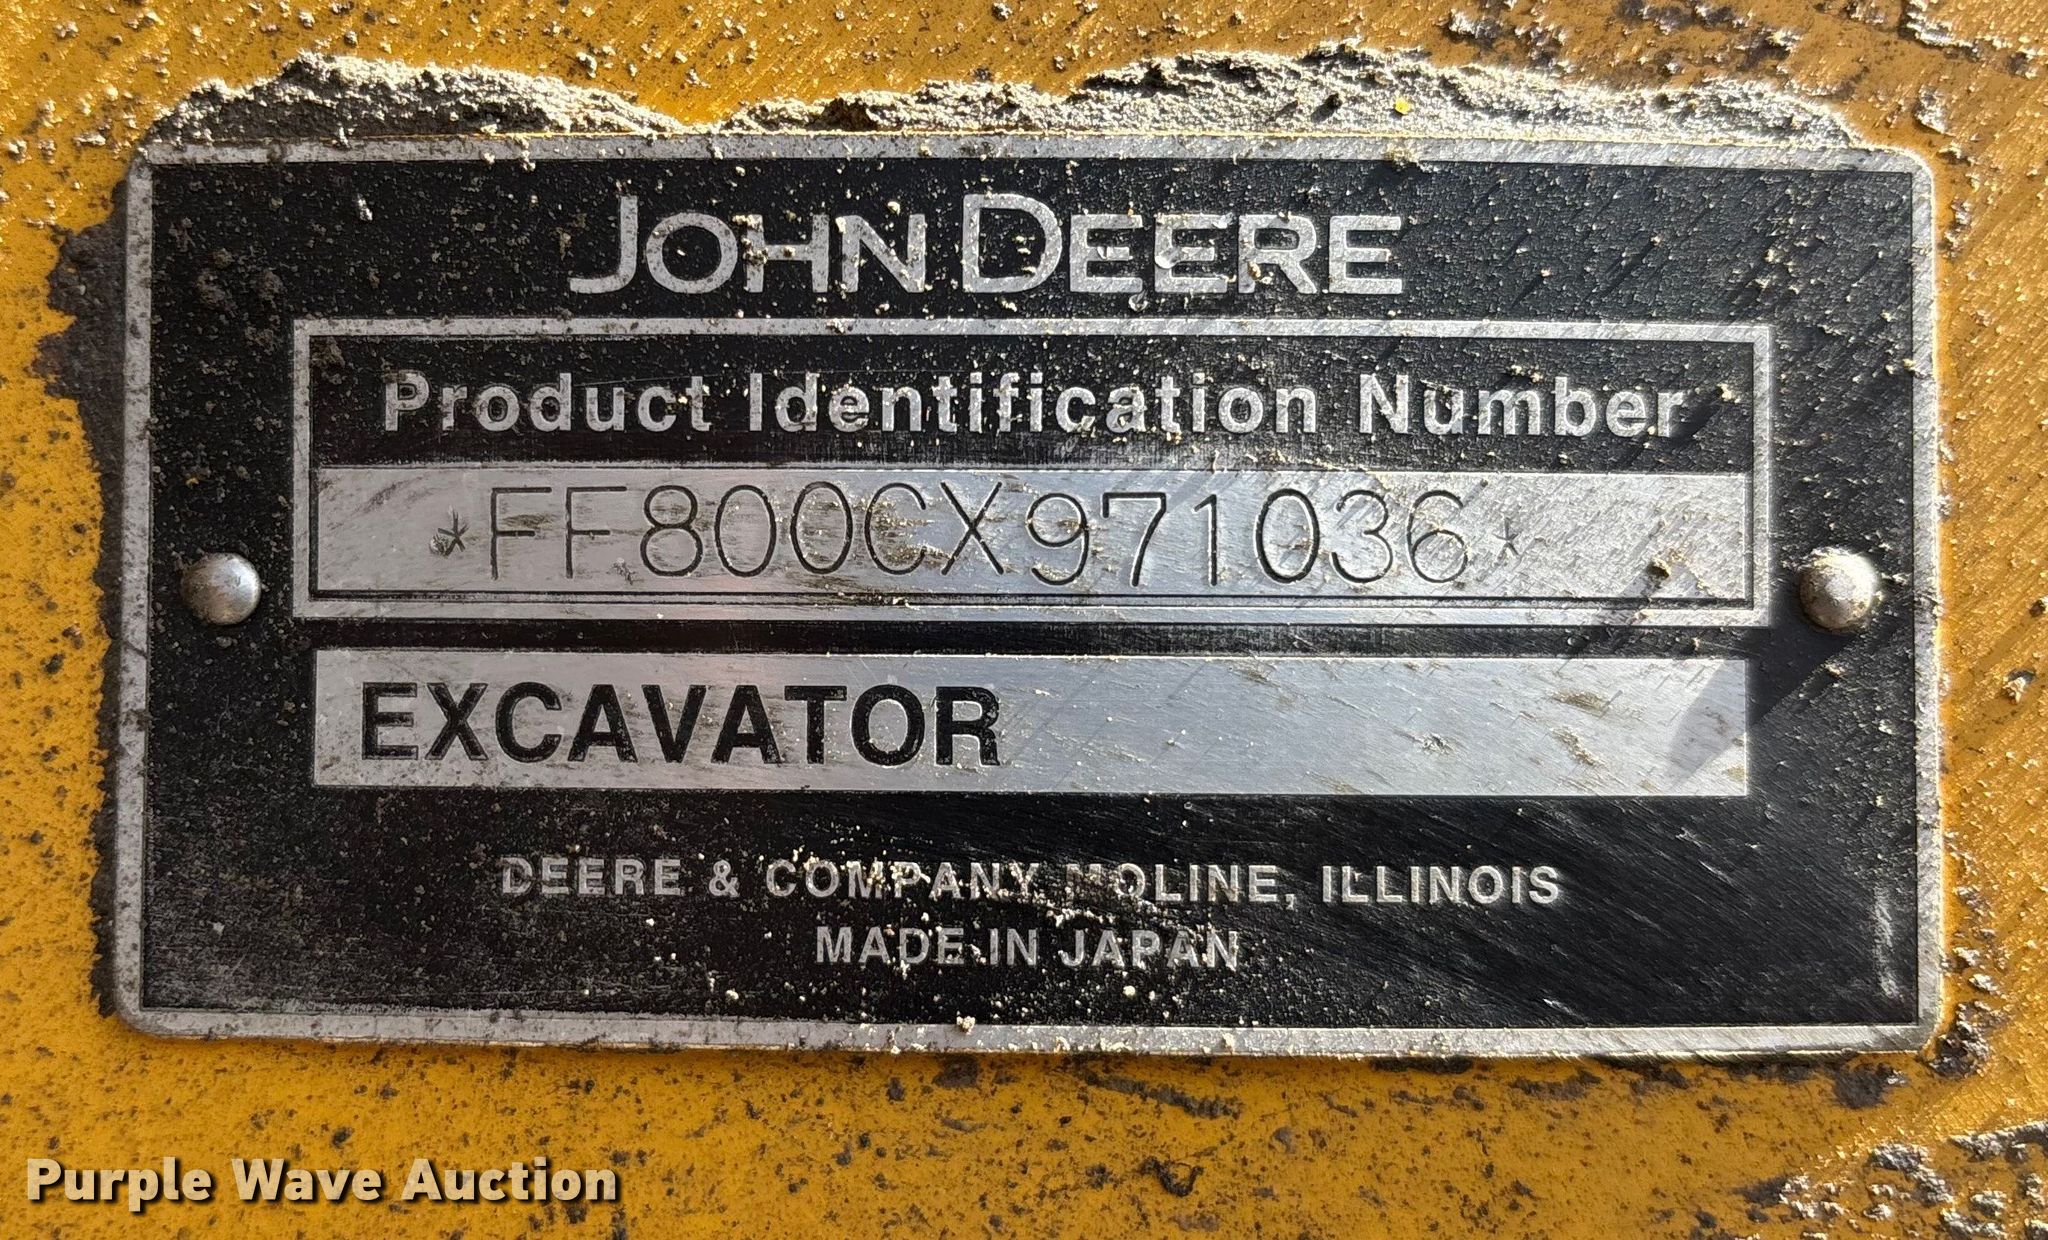 JOHN DEERE
Product Identification Number
*FF800CX971036*
EXCAVATOR
DEERE & COMPANY MOLINE, ILLINOIS
MADE IN JAPAN
Purple Wave Auction